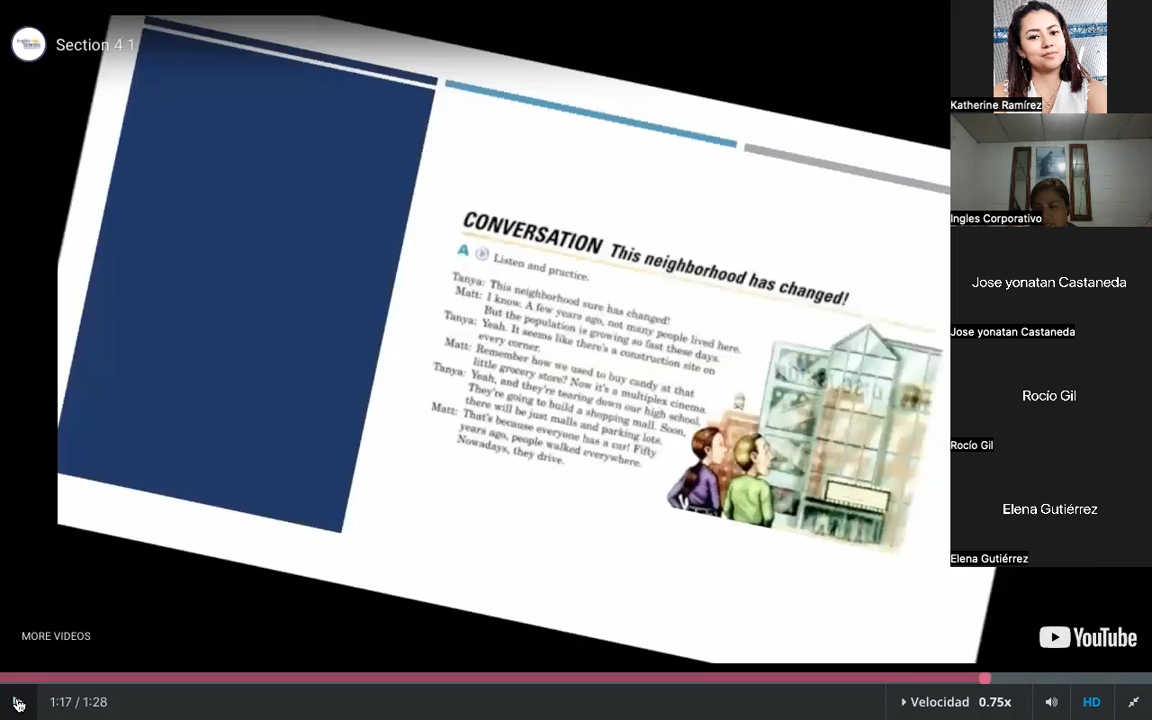 Section 4 1
CONVERSATION This neighborhood has changed!
A Listen and practice.
Tanya: This neighborhood sure has changed!
Matt: I know. A few years ago, not many people lived here.
But the population is growing so fast these days.
Tanya: Yeah. It seems like there's a construction site on
every corner.
Matt: Remember how we used to buy candy at that
little grocery store? Now it's a multiplex cinema.
Tanya: Yeah, and they're tearing down our high school.
They're going to build a shopping mall. Soon,
there will be just malls and parking lots.
Matt: That's because everyone has a car! Fifty
years ago, people walked everywhere.
Nowadays, they drive.
MORE VIDEOS
YouTube
1:17 / 1:28
Velocidad 0.75x
HD
Katherine Ramírez
Ingles Corporativo
Jose yonatan Castaneda
Jose yonatan Castaneda
Rocío Gil
Rocío Gil
Elena Gutiérrez
Elena Gutiérrez